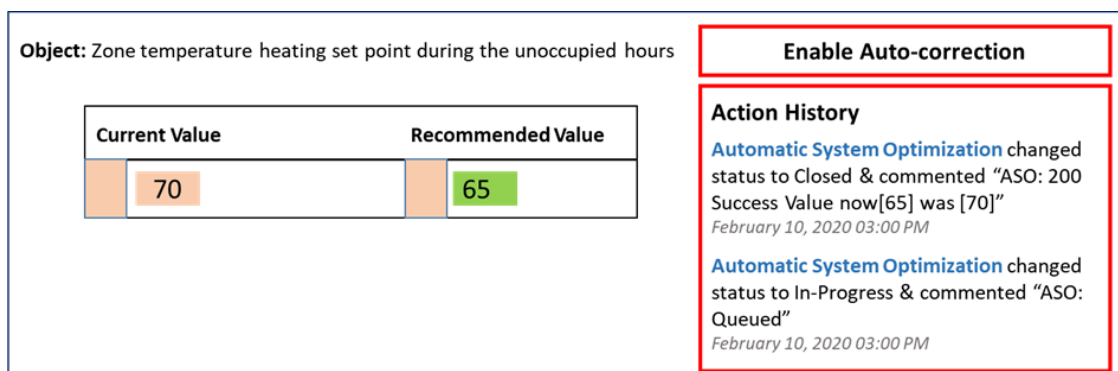 Object: Zone temperature heating set point during the unoccupied hours
Current Value
Recommended Value
70
65
Enable Auto-correction
Action History
Automatic System Optimization changed
status to Closed & commented “ASO: 200
Success Value now[65] was [70]”
February 10, 2020 03:00 PM
Automatic System Optimization changed
status to In-Progress & commented “ASO:
Queued”
February 10, 2020 03:00 PM